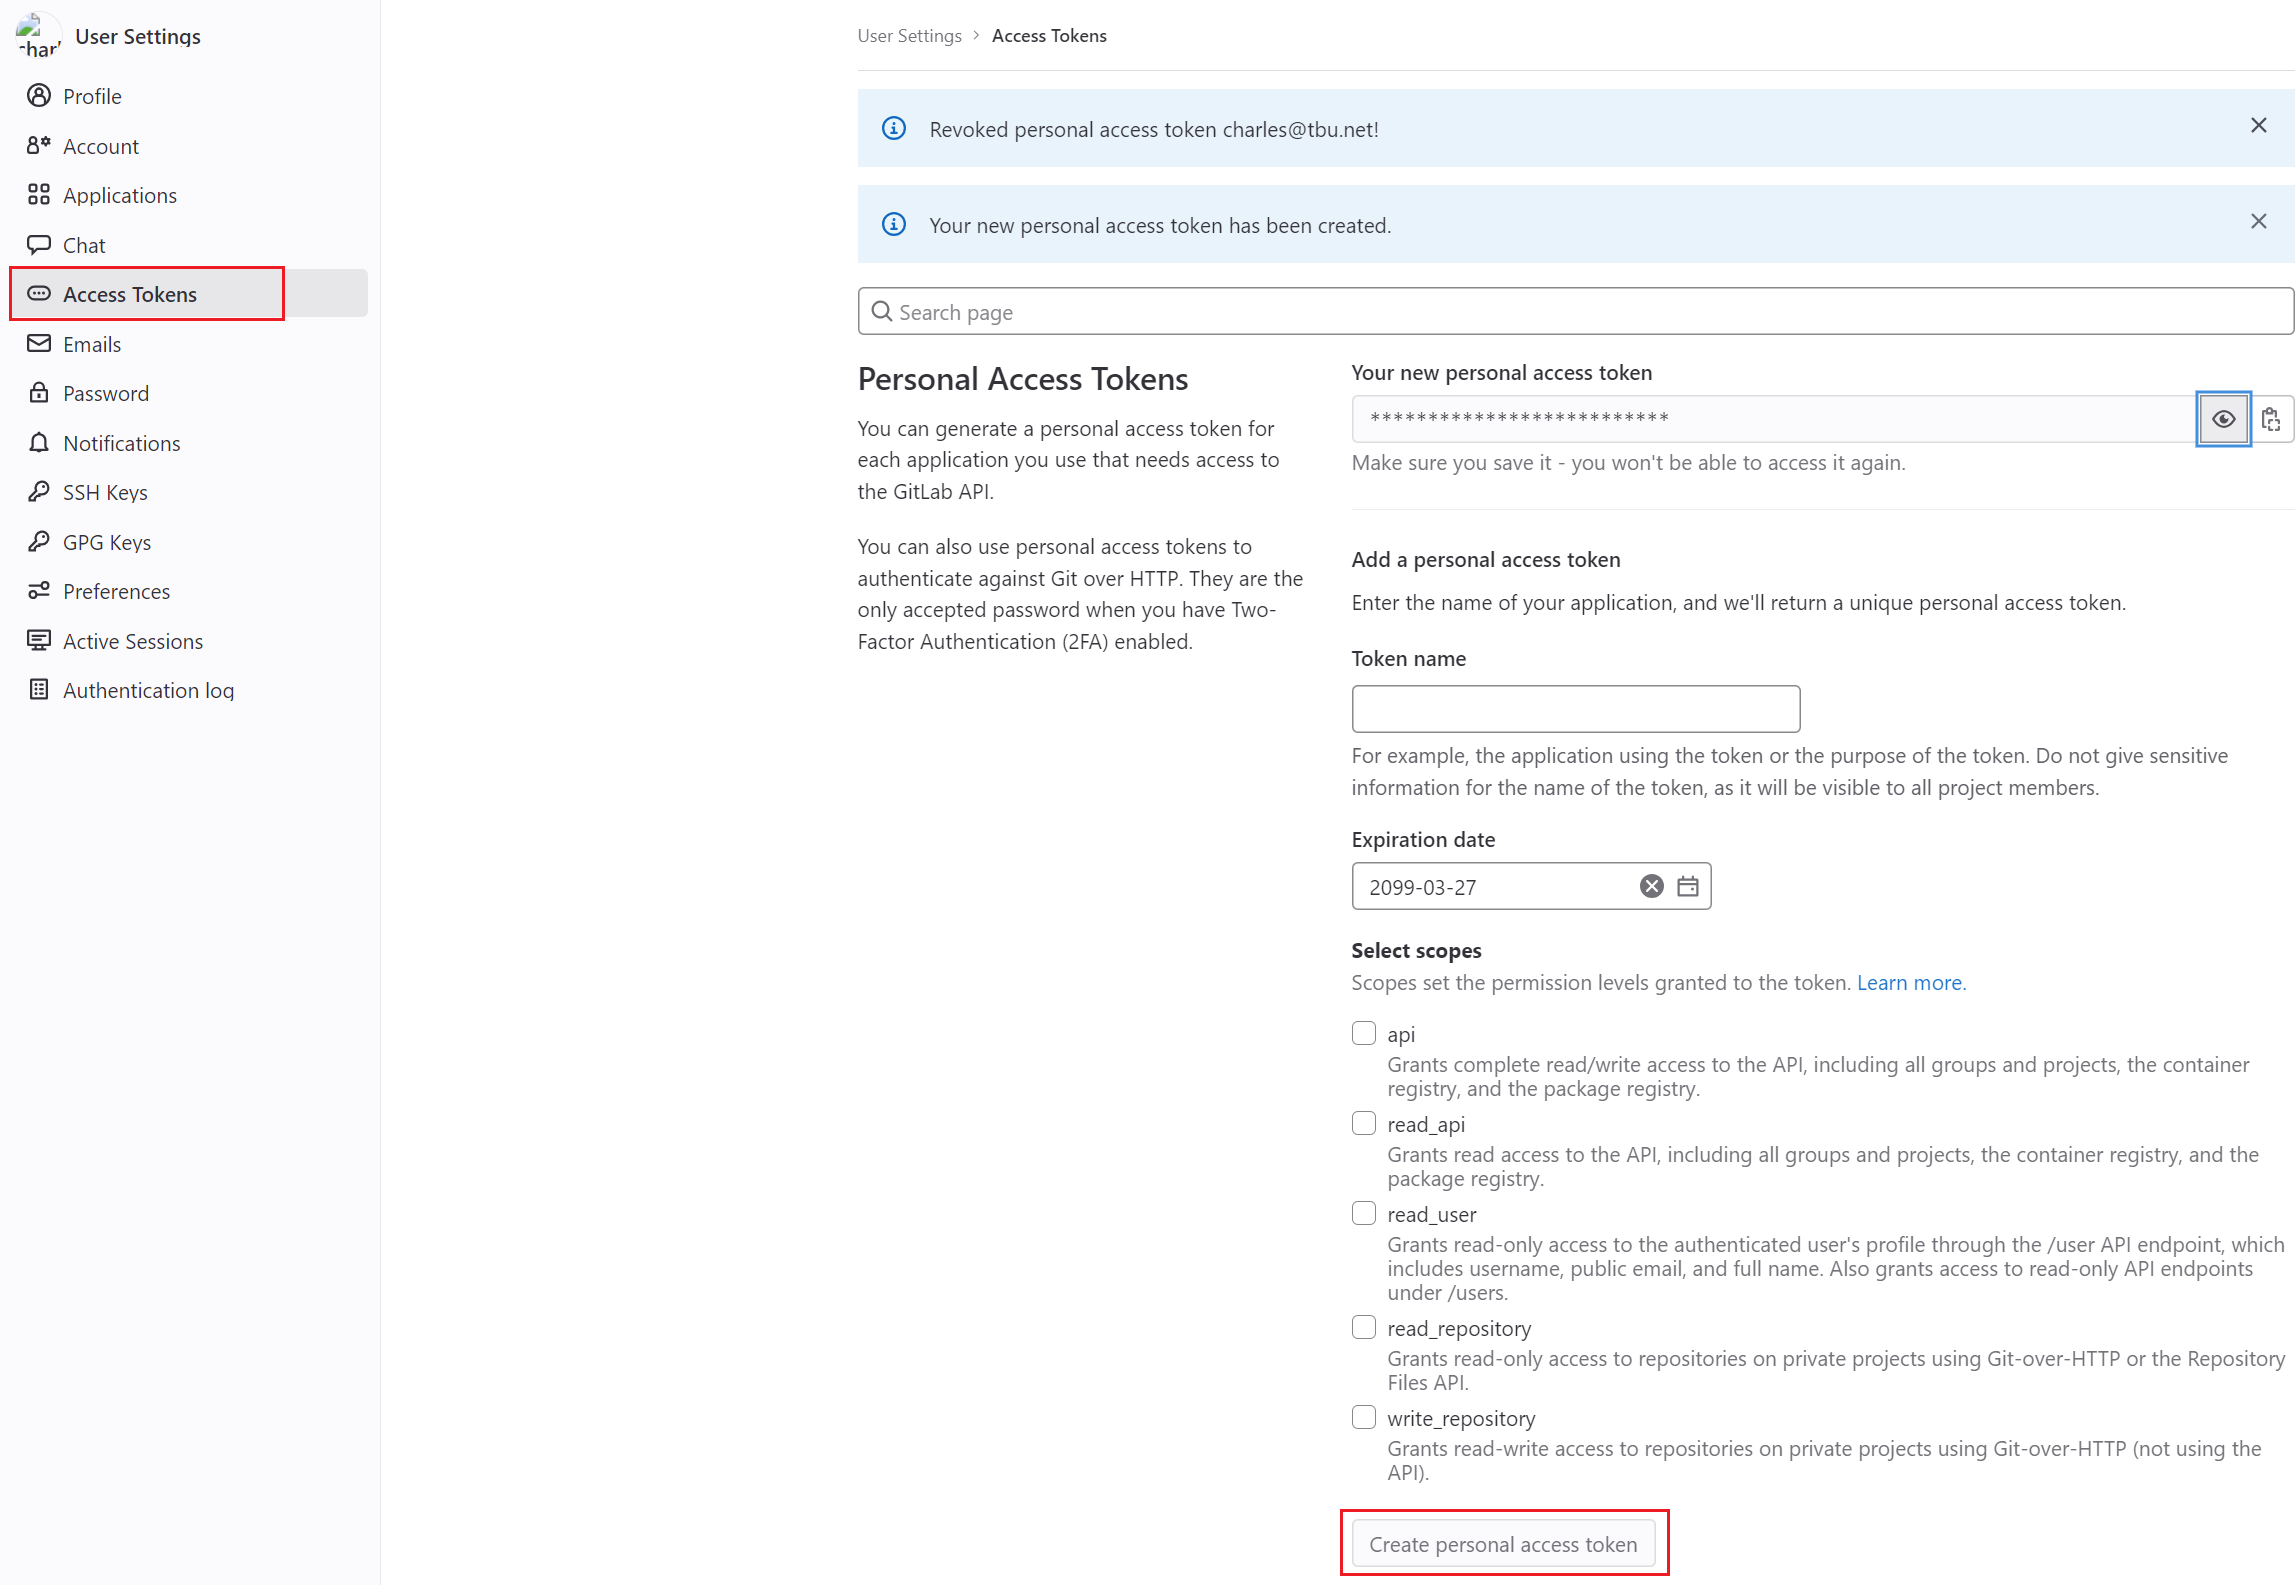 char
User Settings
Profile
Account
Applications
Chat
Access Tokens
Emails
Password
Notifications
SSH Keys
GPG Keys
Preferences
Active Sessions
Authentication log
User Settings > Access Tokens
Revoked personal access token charles@tbu.net!
Your new personal access token has been created.
Search page
Personal Access Tokens
You can generate a personal access token for
each application you use that needs access to
the GitLab API.
You can also use personal access tokens to
authenticate against Git over HTTP. They are the
only accepted password when you have Two-
Factor Authentication (2FA) enabled.
Your new personal access token
**************************
Make sure you save it - you won't be able to access it again.
Add a personal access token
Enter the name of your application, and we'll return a unique personal access token.
Token name
For example, the application using the token or the purpose of the token. Do not give sensitive
information for the name of the token, as it will be visible to all project members.
Expiration date
2099-03-27
Select scopes
Scopes set the permission levels granted to the token. Learn more.
api
Grants complete read/write access to the API, including all groups and projects, the container
registry, and the package registry.
read_api
Grants read access to the API, including all groups and projects, the container registry, and the
package registry.
read_user
Grants read-only access to the authenticated user's profile through the /user API endpoint, which
includes username, public email, and full name. Also grants access to read-only API endpoints
under /users.
read_repository
Grants read-only access to repositories on private projects using Git-over-HTTP or the Repository
Files API.
write_repository
Grants read-write access to repositories on private projects using Git-over-HTTP (not using the
API).
Create personal access token